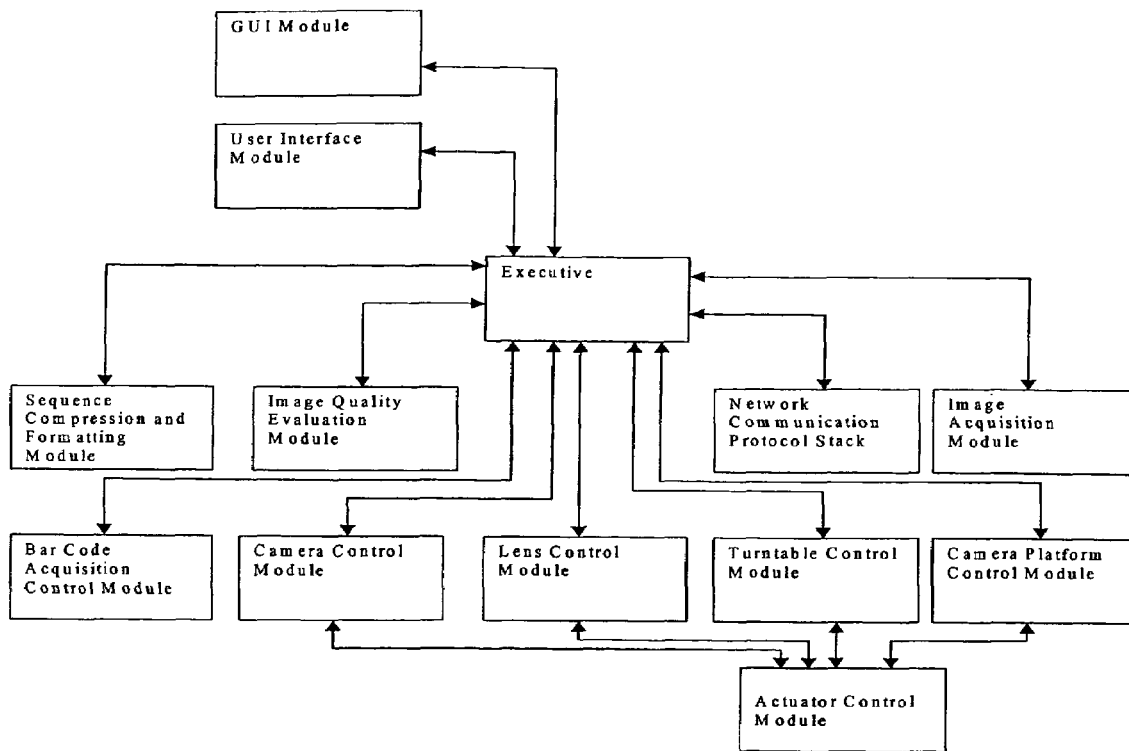 GUI Module
User Interface
Module
Executive
Sequence
Compression and
Formatting
Module
Image Quality
Evaluation
Module
Network
Communication
Protocol Stack
Image
Acquisition
Module
Bar Code
Acquisition
Control Module
Camera Control
Module
Lens Control
Module
Turntable Control
Module
Camera Platform
Control Module
Actuator Control
Module